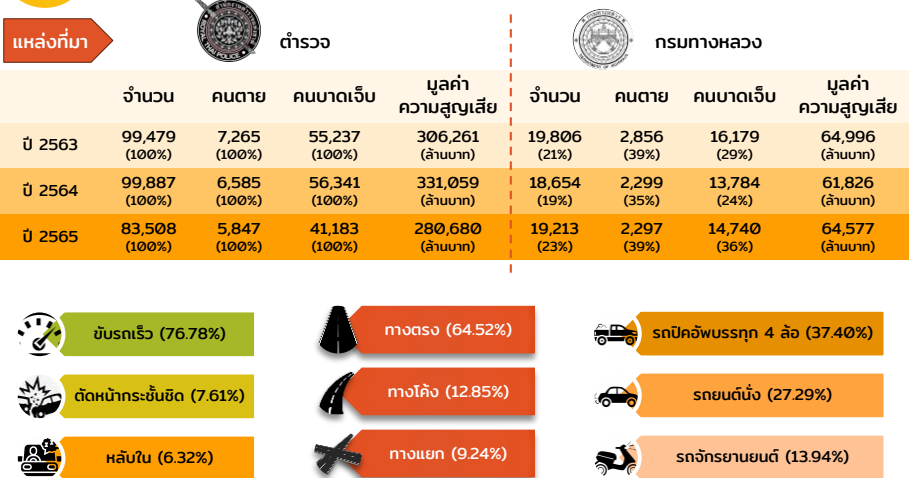 แหล่งที่มา
ตำรวจ
กรมทางหลวง
จำนวน คนตาย คนบาดเจ็บ มูลค่า ความสูญเสีย จำนวน คนตาย คนบาดเจ็บ มูลค่า ความสูญเสีย
ปี 2563 99,479 7,265 55,237 306,261 19,806 2,856 16,179 64,996
(100%) (100%) (100%) (ล้านบาท) (21%) (39%) (29%) (ล้านบาท)
ปี 2564 99,887 6,585 56,341 331,059 18,654 2,299 13,784 61,826
(100%) (100%) (100%) (ล้านบาท) (19%) (35%) (24%) (ล้านบาท)
ปี 2565 83,508 5,847 41,183 280,680 19,213 2,297 14,740 64,577
(100%) (100%) (100%) (ล้านบาท) (23%) (39%) (36%) (ล้านบาท)
ขับรถเร็ว (76.78%)
ตัดหน้ากระชั้นชิด (7.61%)
หลับใน (6.32%)
ทางตรง (64.52%)
ทางโค้ง (12.85%)
ทางแยก (9.24%)
รถปิคอัพบรรทุก 4 ล้อ (37.40%)
รถยนต์นั่ง (27.29%)
รถจักรยานยนต์ (13.94%)